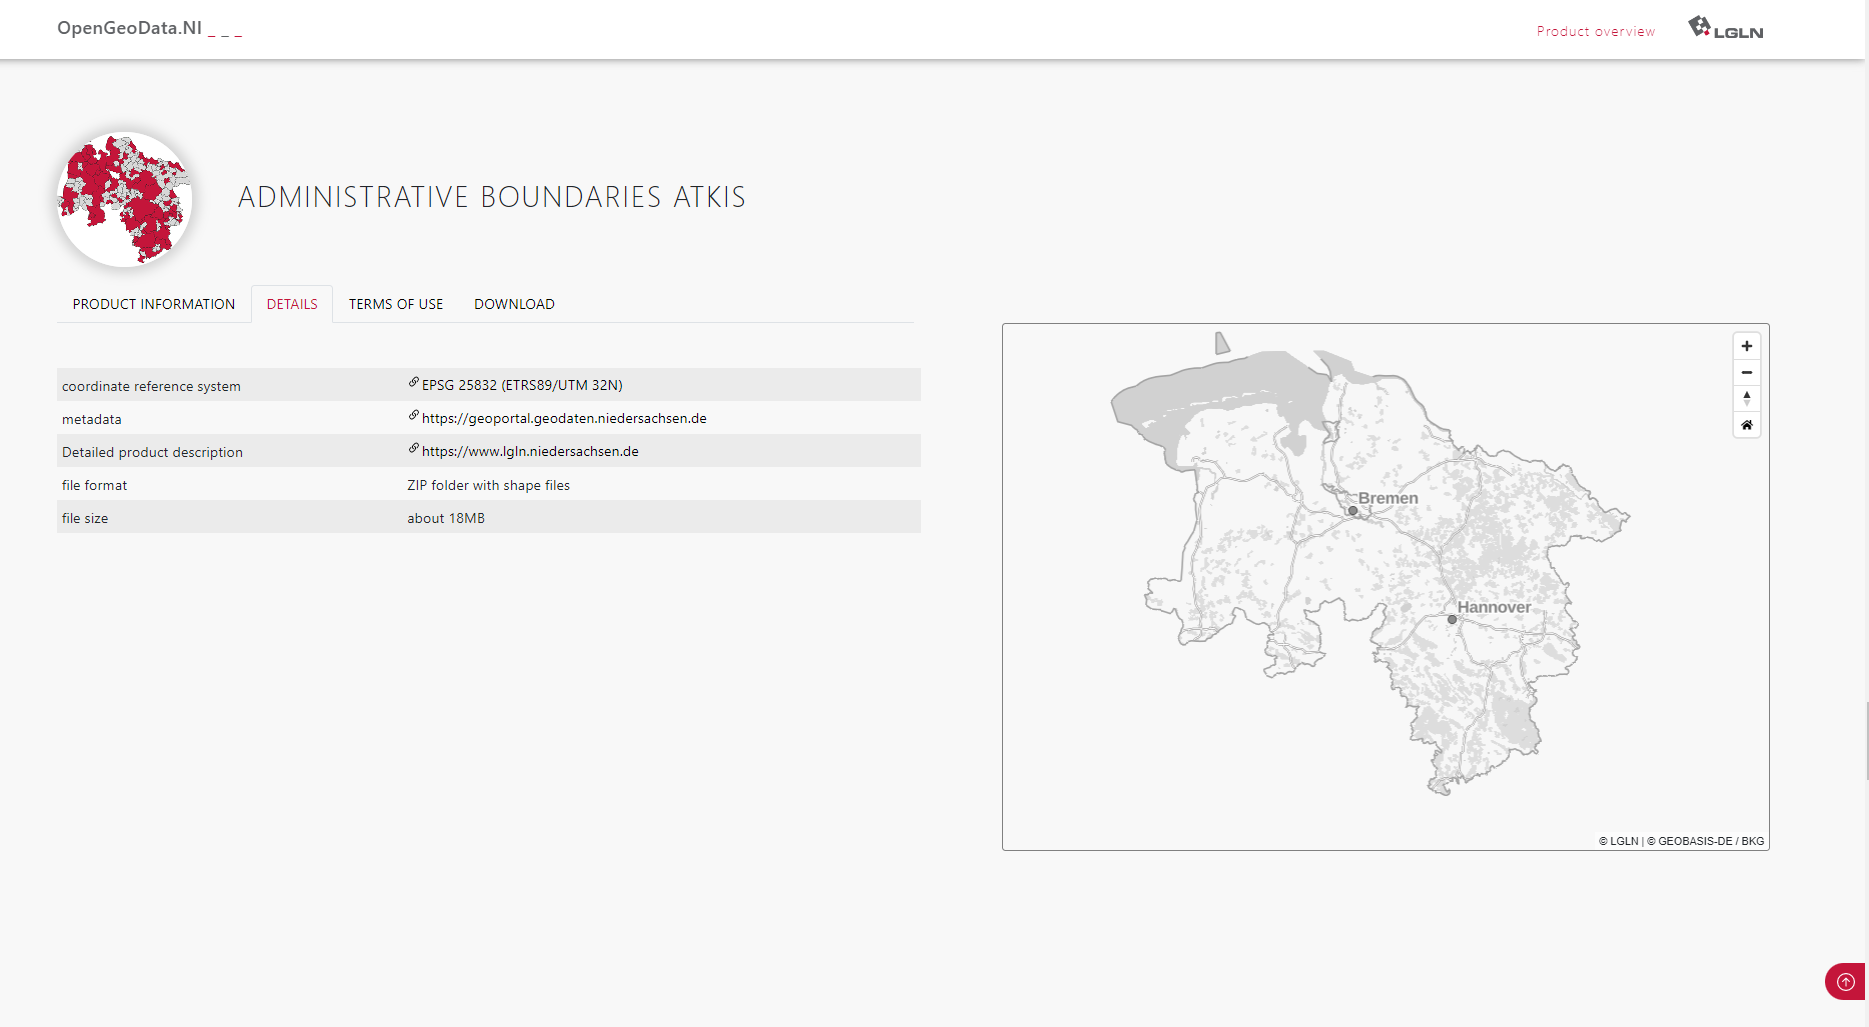 OpenGeoData.NI _ _ _
Product overview
LGLN
ADMINISTRATIVE BOUNDARIES ATKIS
PRODUCT INFORMATION DETAILS TERMS OF USE DOWNLOAD
coordinate reference system EPSG 25832 (ETRS89/UTM 32N)
metadata https://geoportal.geodaten.niedersachsen.de
Detailed product description https://www.lgln.niedersachsen.de
file format ZIP folder with shape files
file size about 18MB
Bremen
Hannover
© LGLN | © GEOBASIS-DE / BKG